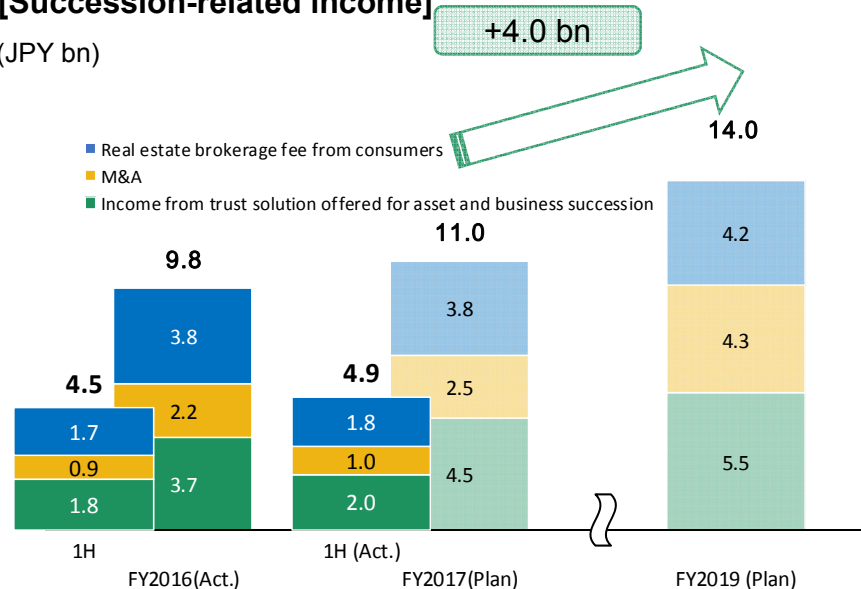 [Succession-related income]
(JPY bn)
+4.0 bn
14.0
Real estate brokerage fee from consumers
M&A
Income from trust solution offered for asset and business succession
9.8
11.0
4.5
4.9
3.8
2.2
3.7
1.7
0.9
1.8
3.8
2.5
4.5
1.8
1.0
2.0
4.2
4.3
5.5
1H
1H (Act.)
FY2016(Act.)
FY2017(Plan)
FY2019 (Plan)